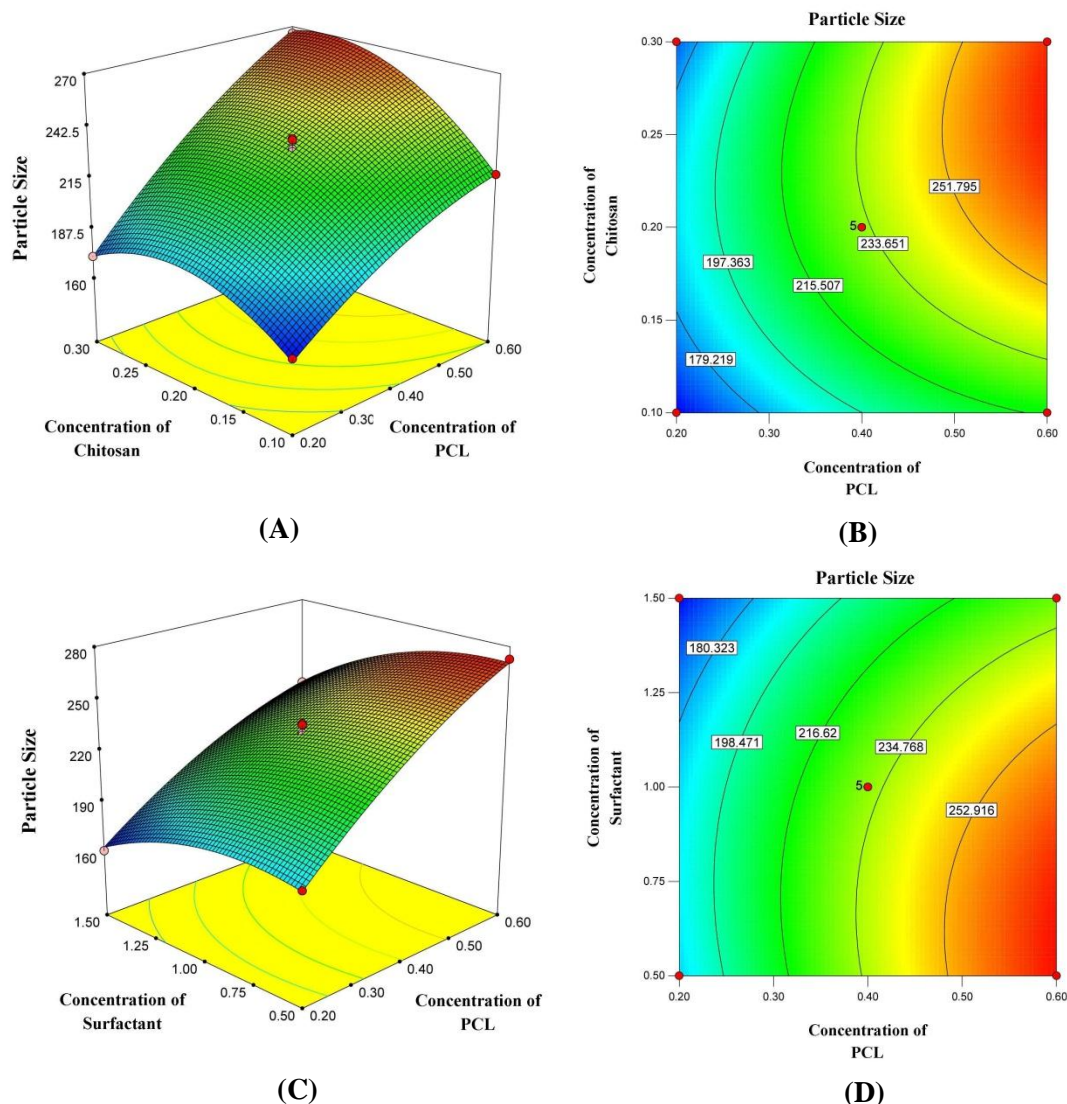 270
242.5
215
187.5
160
Particle Size
0.30
0.25
0.20
0.15
0.10
0.20
0.30
0.40
0.50
0.60
Concentration of
Chitosan
Concentration of
PCL
(A)
Particle Size
0.30
0.25
0.20
0.15
0.10
Concentration of
Chitosan
251.795
5
233.651
197.363
215.507
179.219
0.20 0.30 0.40 0.50 0.60
Concentration of
PCL
(B)
280
250
220
190
160
Particle Size
1.50
1.25
1.00
0.75
0.50
0.20
0.30
0.40
0.50
0.60
Concentration of
Surfactant
Concentration of
PCL
(C)
Particle Size
1.50
1.25
1.00
0.75
0.50
Concentration of
Surfactant
180.323
198.471
216.62
234.768
5
252.916
0.20 0.30 0.40 0.50 0.60
Concentration of
PCL
(D)